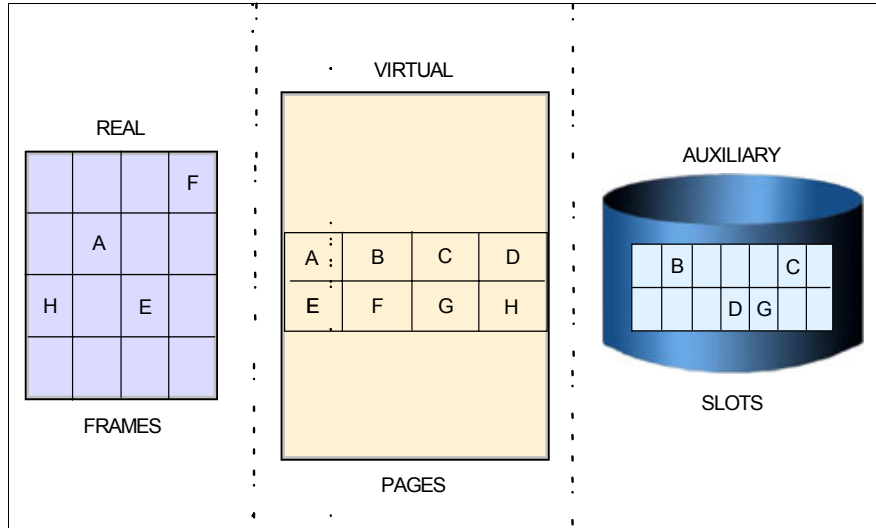 VIRTUAL
REAL
AUXILIARY
F
A
H E
A B C D
E F G H
B C
D G
FRAMES
SLOTS
PAGES